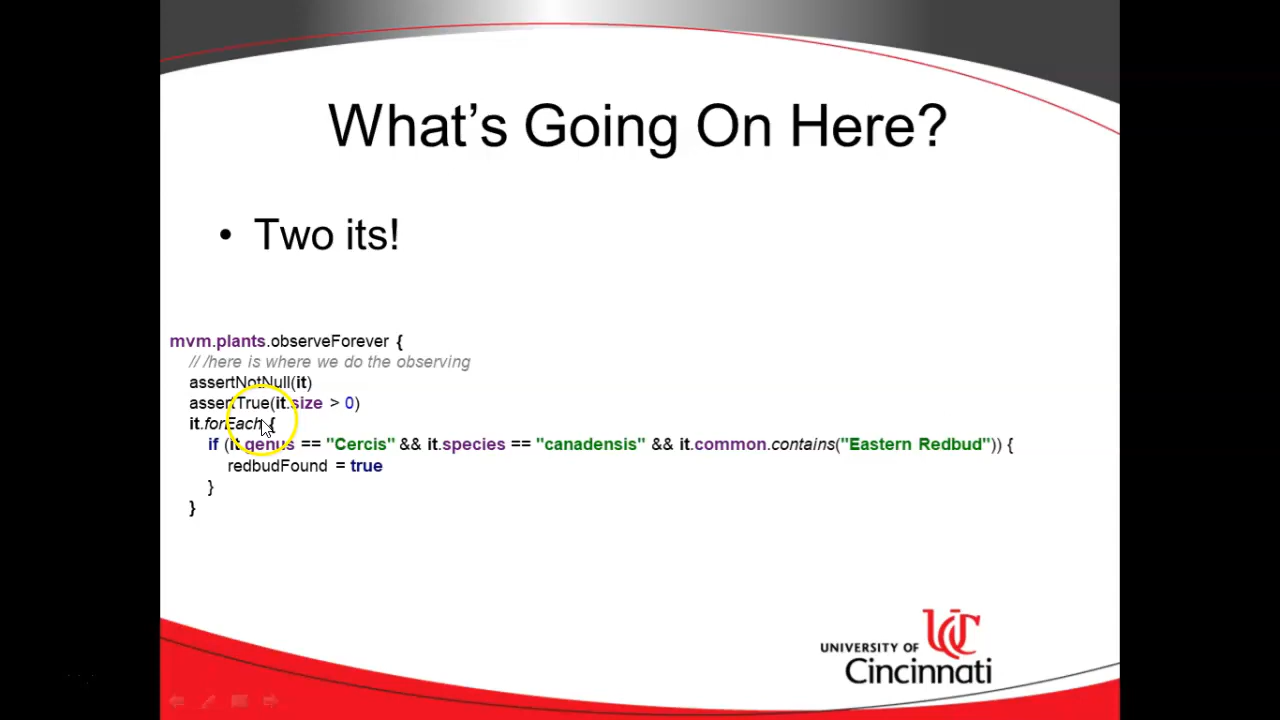 What's Going On Here?
• Two its!
mvm.plants.observeForever {
// /here is where we do the observing
assertNotNull(it)
assertTrue(it.size > 0)
it.forEach {
if (it.genus == "Cercis" && it.species == "canadensis" && it.common.contains("Eastern Redbud")) {
redbudFound = true
}
}
UC
UNIVERSITY OF
Cincinnati